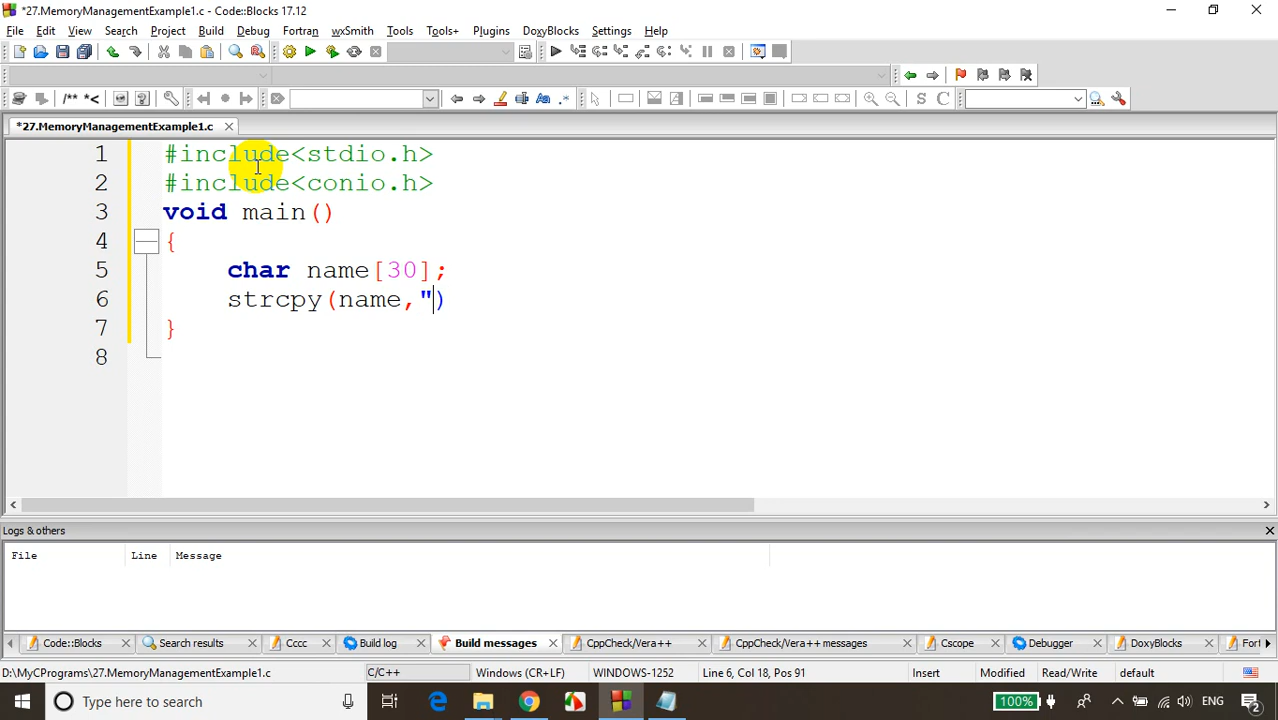 *27.MemoryManagementExample1.c - Code::Blocks 17.12
File Edit View Search Project Build Debug Fortran wxSmith Tools Tools+ Plugins DoxyBlocks Settings Help
/** *<
S C
*27.MemoryManagementExample1.c
1 #include<stdio.h>
2 #include<conio.h>
3 void main()
4 {
5 char name[30];
6 strcpy(name,")
7 }
8
Logs & others
File Line Message
Code::Blocks Search results Cccc Build log Build messages CppCheck/Vera++ CppCheck/Vera++ messages Cscope Debugger DoxyBlocks For
D:\MyCPrograms\27.MemoryManagementExample1.c C/C++ Windows (CR+LF) WINDOWS-1252 Line 6, Col 18, Pos 91 Insert Modified Read/Write default
Type here to search 100% ENG 2